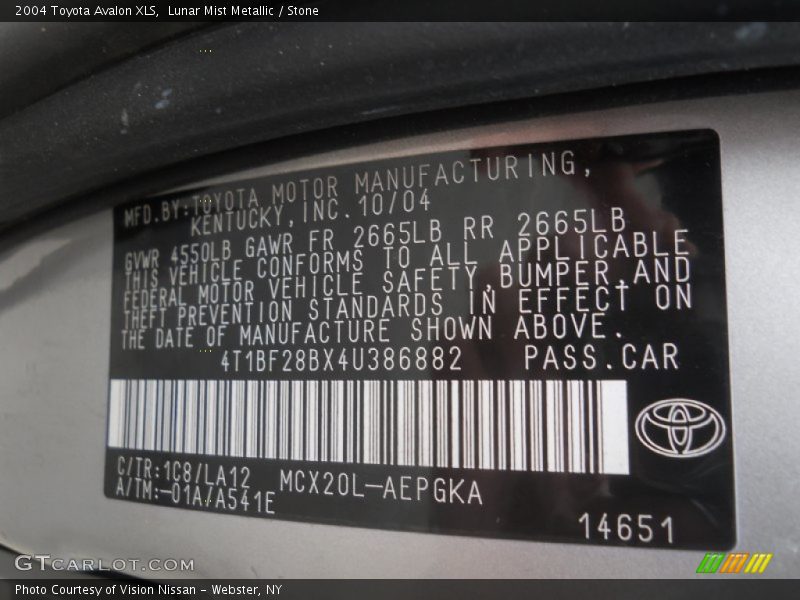 2004 Toyota Avalon XLS,  Lunar Mist Metallic / Stone
MFD.BY:TOYOTA MOTOR MANUFACTURING,
KENTUCKY,INC.10/04
GVWR 4550LB GAWR FR 2665LB RR 2665LB
THIS VEHICLE CONFORMS TO ALL APPLICABLE
FEDERAL MOTOR VEHICLE SAFETY,BUMPER,AND
THEFT PREVENTION STANDARDS IN EFFECT ON
THE DATE OF MANUFACTURE SHOWN ABOVE.
4T1BF28BX4U386882 PASS.CAR
C/TR:1C8/LA12 MCX20L-AEPGKA
A/TM:-01A/A541E
14651
GTCARLOT.COM
Photo Courtesy of Vision Nissan - Webster, NY